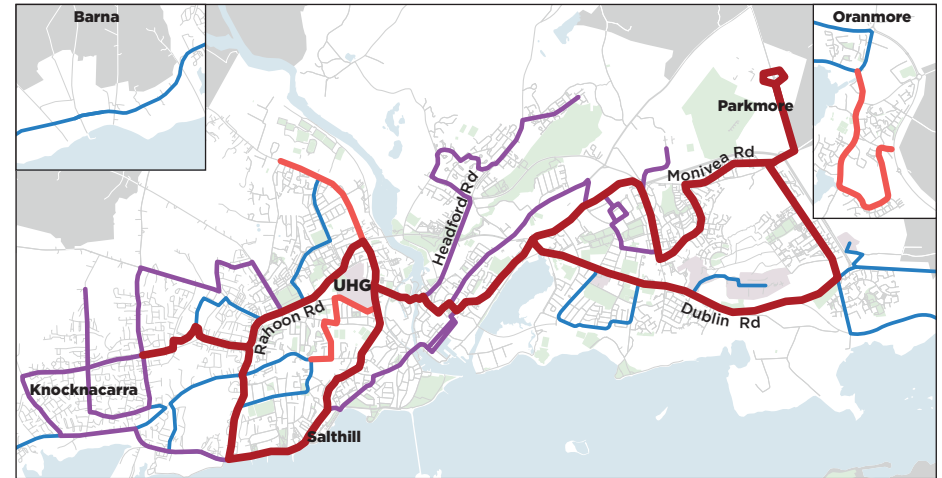 Barna
Oranmore
Parkmore
Monivea Rd
Headford Rd
UHG
Rahoon Rd
Dublin Rd
Knocknacarra
Salthill